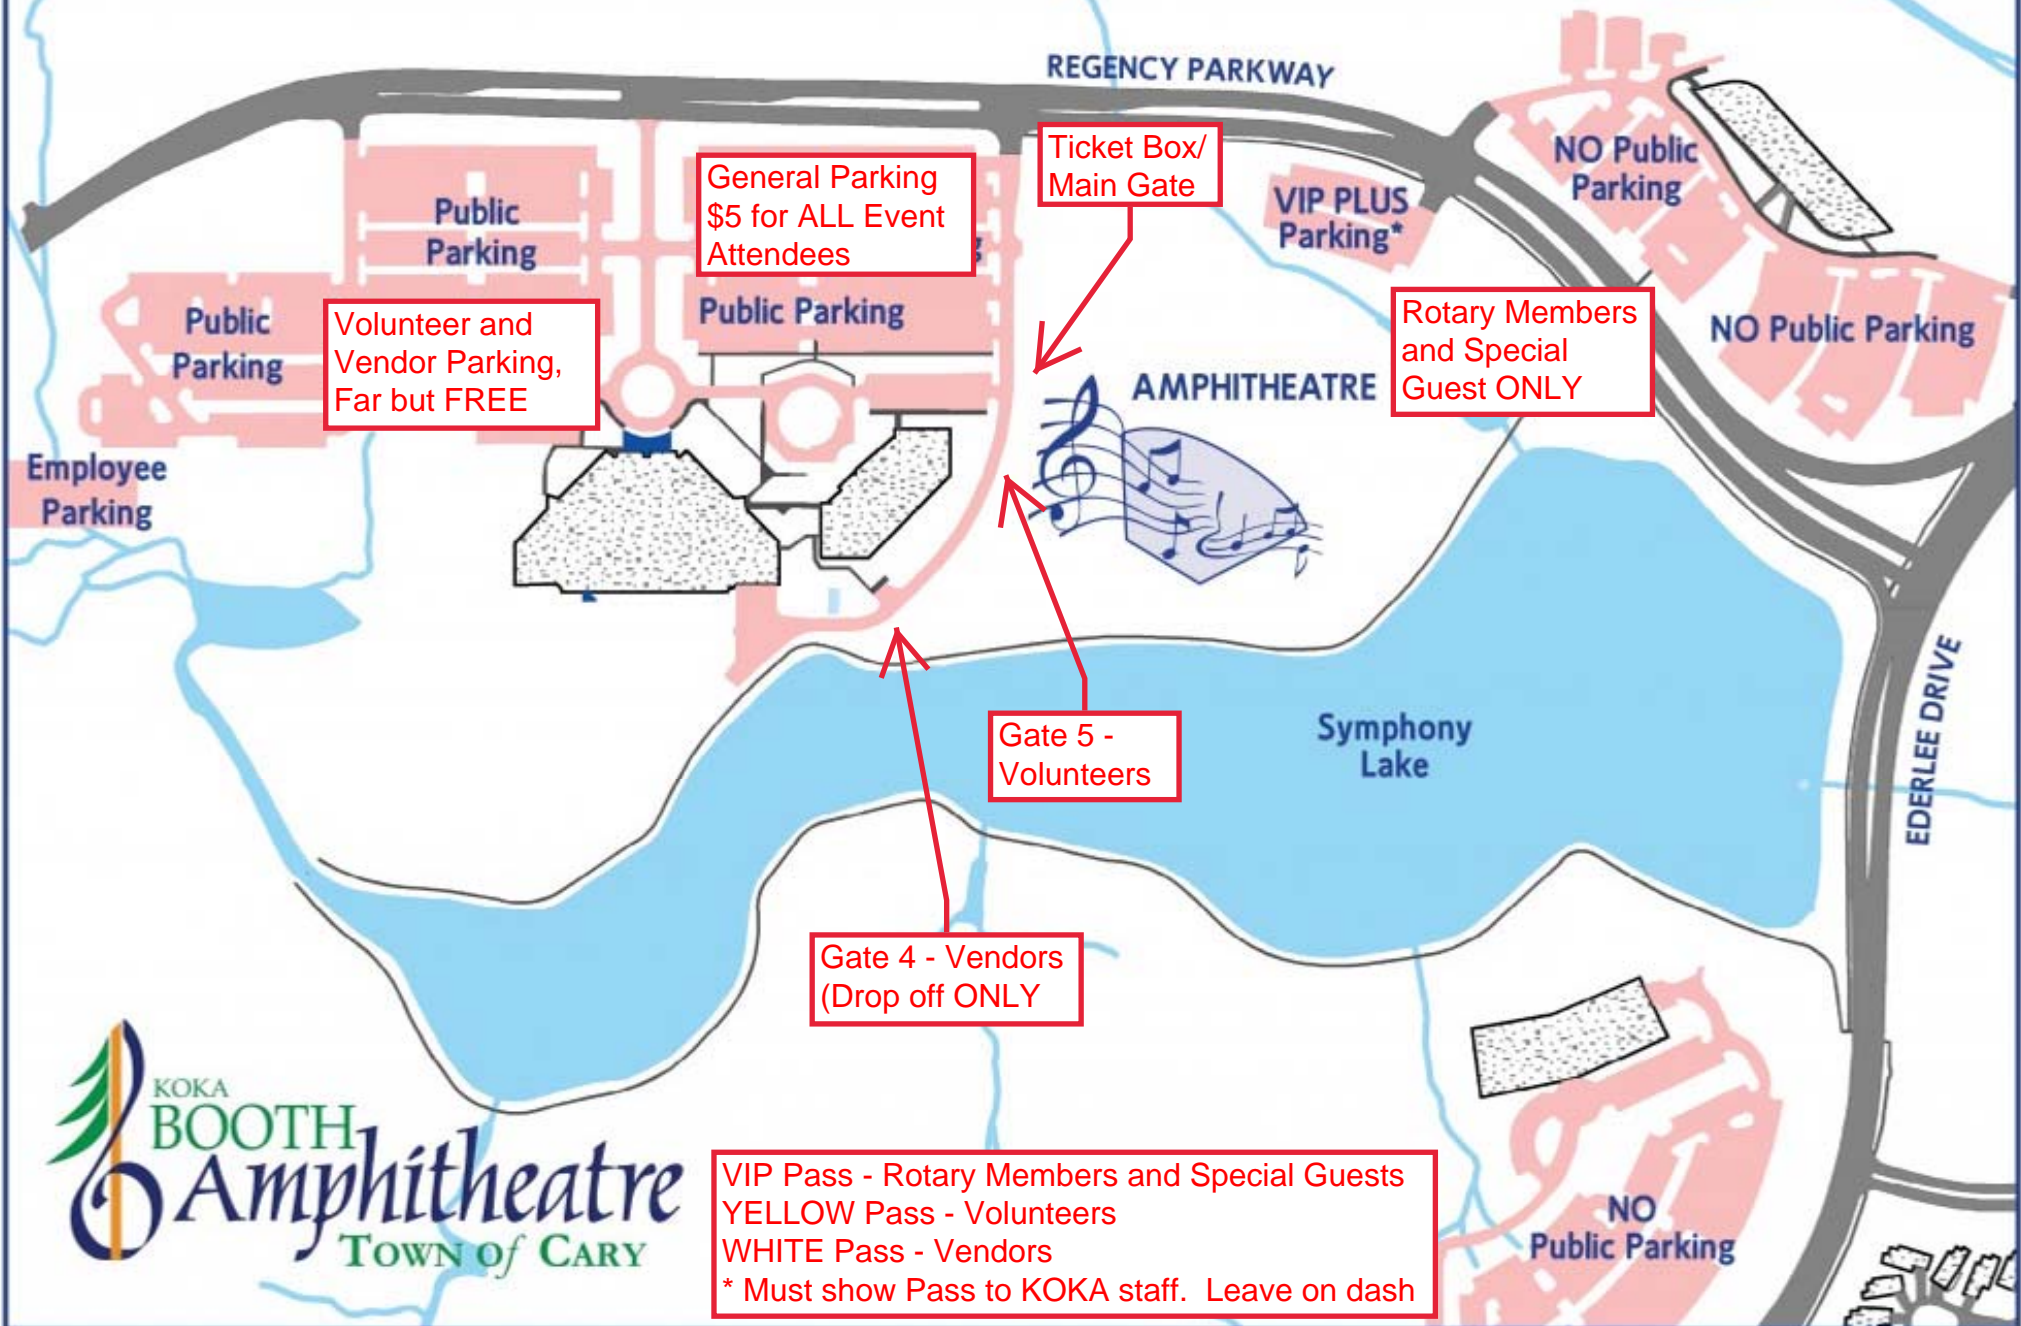 REGENCY PARKWAY
Ticket Box/
Main Gate
NO Public
Parking
General Parking
$5 for ALL Event
Attendees
VIP PLUS
Parking*
Public
Parking
Public
Parking
Volunteer and
Vendor Parking,
Far but FREE
Public Parking
Rotary Members
and Special
Guest ONLY
NO Public Parking
AMPHITHEATRE
Employee
Parking
EDERLEE DRIVE
Gate 5 -
Volunteers
Symphony
Lake
Gate 4 - Vendors
(Drop off ONLY
KOKA
BOOTH
Amphitheatre
TOWN of CARY
VIP Pass - Rotary Members and Special Guests
YELLOW Pass - Volunteers
WHITE Pass - Vendors
* Must show Pass to KOKA staff.  Leave on dash
NO
Public Parking